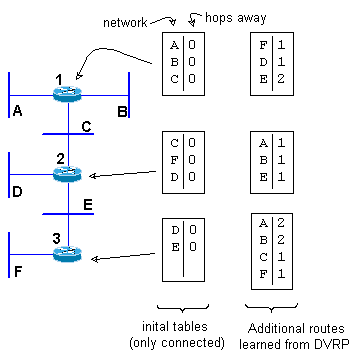 network
hops away
A 0
B 0
C 0
F 1
D 1
E 2
1
A
B
C
C 0
F 0
D 0
A 1
B 1
E 1
2
D
E
D 0
E 0
A 2
B 2
C 1
F 1
3
F
inital tables
(only connected)
Additional routes
learned from DVRP